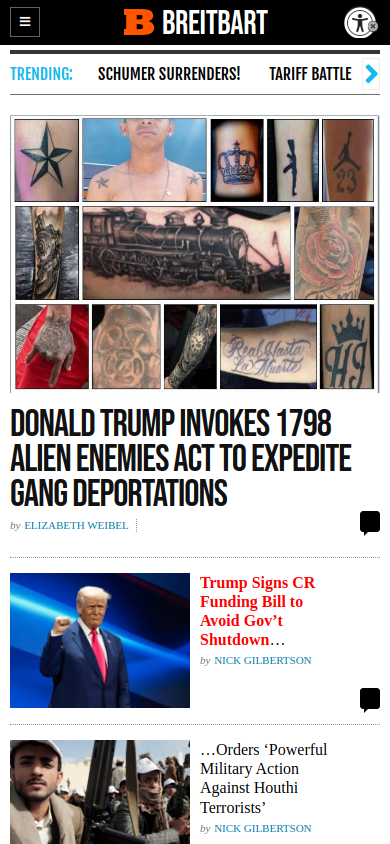 BREITBART
TRENDING:
SCHUMER SURRENDERS!
TARIFF BATTLE
23
Real Hasta
La Muerte
HJ
DONALD TRUMP INVOKES 1798
ALIEN ENEMIES ACT TO EXPEDITE
GANG DEPORTATIONS
by ELIZABETH WEIBEL
Trump Signs CR
Funding Bill to
Avoid Gov't
Shutdown…
by NICK GILBERTSON
…Orders ‘Powerful
Military Action
Against Houthi
Terrorists’
by NICK GILBERTSON